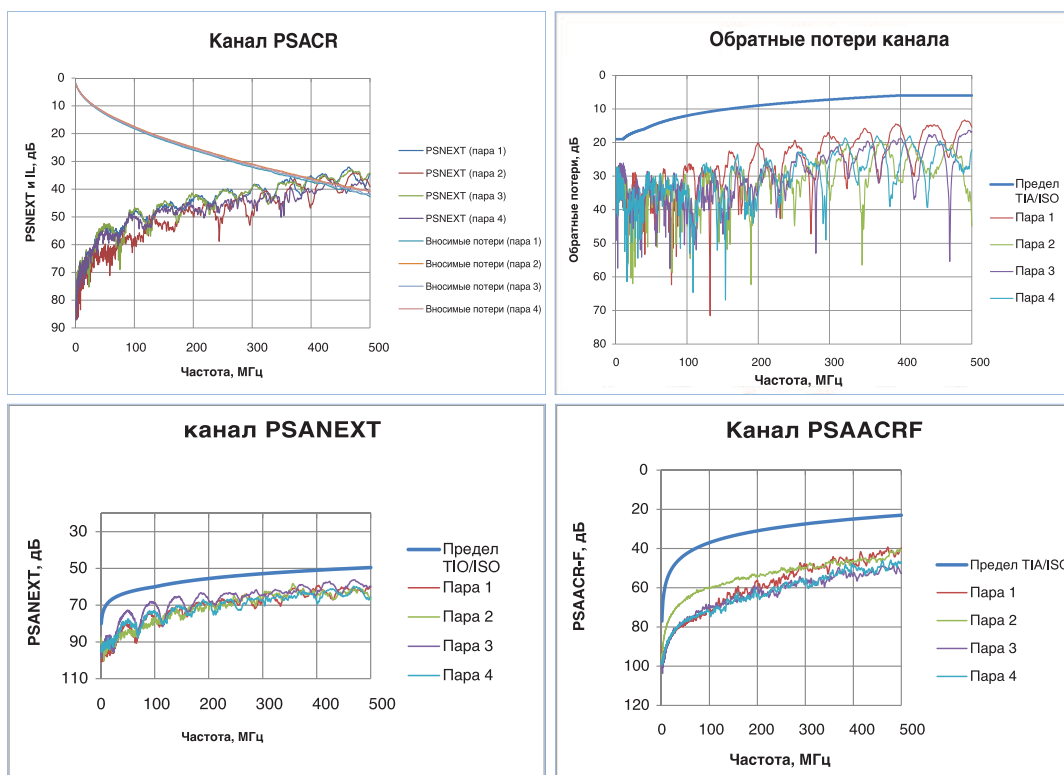 Канал PSACR
PSNEXT и IL, дБ
0
10
20
30
40
50
60
70
80
90
0 100 200 300 400 500
Частота, МГц
PSNEXT (пара 1)
PSNEXT (пара 2)
PSNEXT (пара 3)
PSNEXT (пара 4)
Вносимые потери (пара 1)
Вносимые потери (пара 2)
Вносимые потери (пара 3)
Вносимые потери (пара 4)
Обратные потери канала
Обратные потери, дБ
0
10
20
30
40
50
60
70
80
0 100 200 300 400 500
Частота, МГц
Предел
TIA/ISO
Пара 1
Пара 2
Пара 3
Пара 4
канал PSANEXT
PSANEXT, дБ
30
50
70
90
110
0 100 200 300 400 500
Частота, МГц
Предел
TIO/ISO
Пара 1
Пара 2
Пара 3
Пара 4
Канал PSAACRF
PSAACR-F, дБ
0
20
40
60
80
100
120
0 100 200 300 400 500
Частота, МГц
Предел TIA/ISO
Пара 1
Пара 2
Пара 3
Пара 4